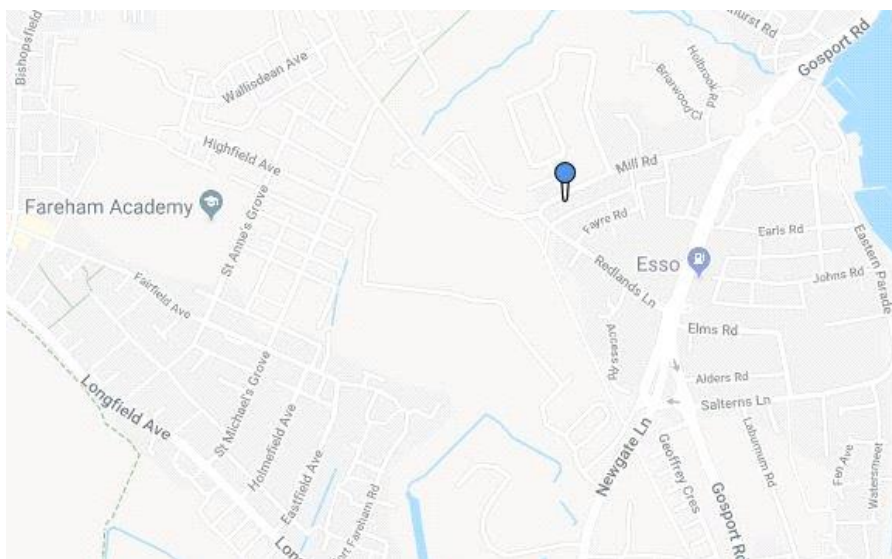 Bishopsfield
Wallisdean Ave
Highfield Ave
Fareham Academy
St Anne's Grove
Fairfield Ave
Longfield Ave
St Michael's Grove
Holmefield Ave
Eastfield Ave
Fareham Rd
Holbrook Rd
Briarwood Cl
Gosport Rd
Mill Rd
Fayre Rd
Redlands Ln
Esso
Earls Rd
Johns Rd
Eastern Parade
Elms Rd
Access Rd
Alders Rd
Salterns Ln
Newgate Ln
Geoffrey Cres
Gosport Rd
Laburnum Rd
Fen Ave
Watersmeet